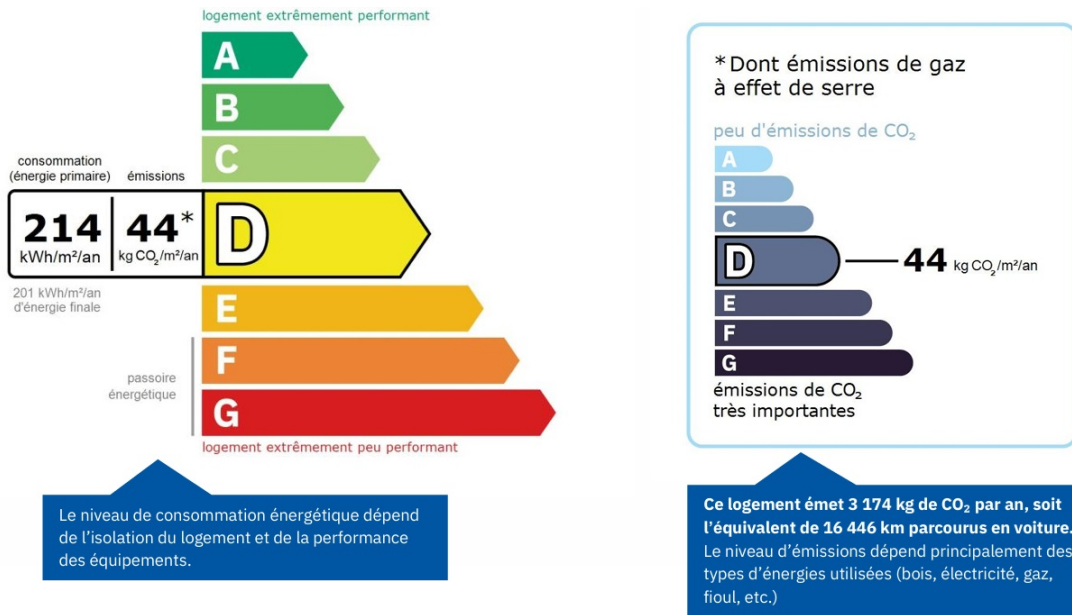 logement extrêmement performant
A
B
C
consommation
(énergie primaire)
émissions
214
kWh/m²/an
44*
kg CO₂/m²/an
D
201 kWh/m²/an
d'énergie finale
E
F
passoire
énergétique
G
logement extrêmement peu performant
Le niveau de consommation énergétique dépend
de l'isolation du logement et de la performance
des équipements.
* Dont émissions de gaz
à effet de serre
peu d'émissions de CO₂
A
B
C
D
44 kg CO₂/m²/an
E
F
G
émissions de CO₂
très importantes
Ce logement émet 3 174 kg de CO₂ par an, soit
l'équivalent de 16 446 km parcourus en voiture.
Le niveau d'émissions dépend principalement des
types d'énergies utilisées (bois, électricité, gaz,
fioul, etc.)